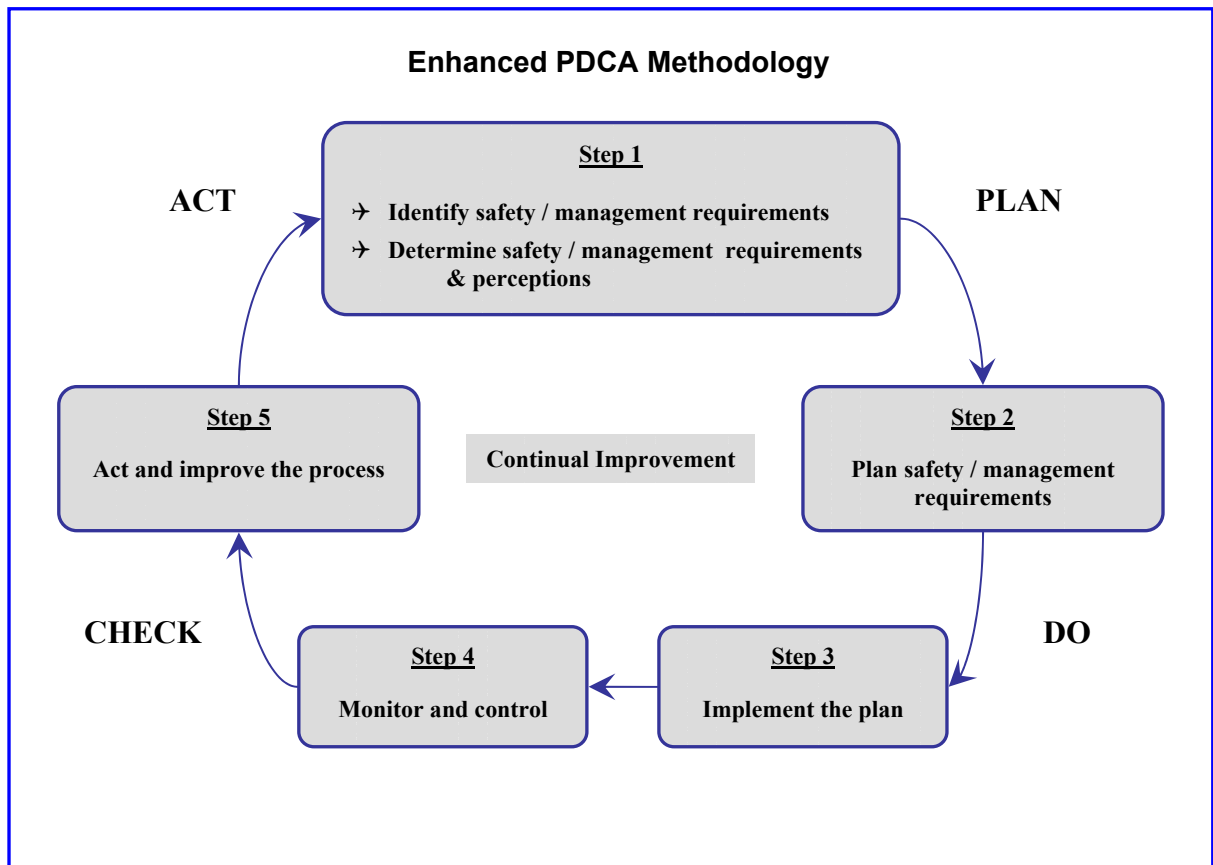 Enhanced PDCA Methodology
ACT
Step 1
✈ Identify safety / management requirements
✈ Determine safety / management requirements
& perceptions
PLAN
Step 2
Plan safety / management
requirements
DO
Step 3
Implement the plan
Step 4
Monitor and control
CHECK
Step 5
Act and improve the process
Continual Improvement